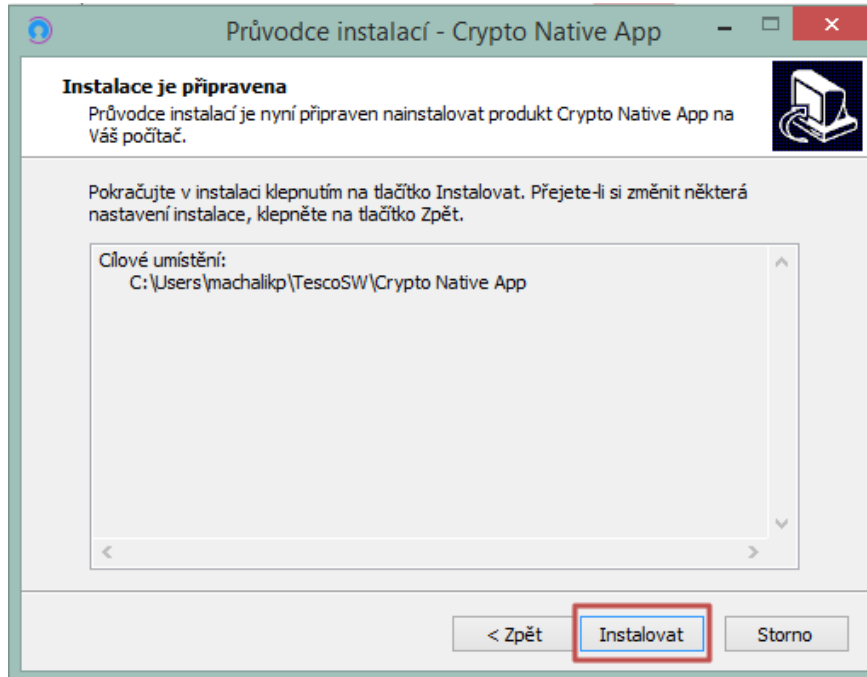 Průvodce instalací - Crypto Native App
Instalace je připravena
Průvodce instalací je nyní připraven nainstalovat produkt Crypto Native App na
Váš počítač.
Pokračujte v instalaci klepnutím na tlačítko Instalovat. Přejete-li si změnit některá
nastavení instalace, klepněte na tlačítko Zpět.
Cílové umístění:
C:\Users\machalikp\TescoSW\Crypto Native App
< Zpět
Instalovat
Storno